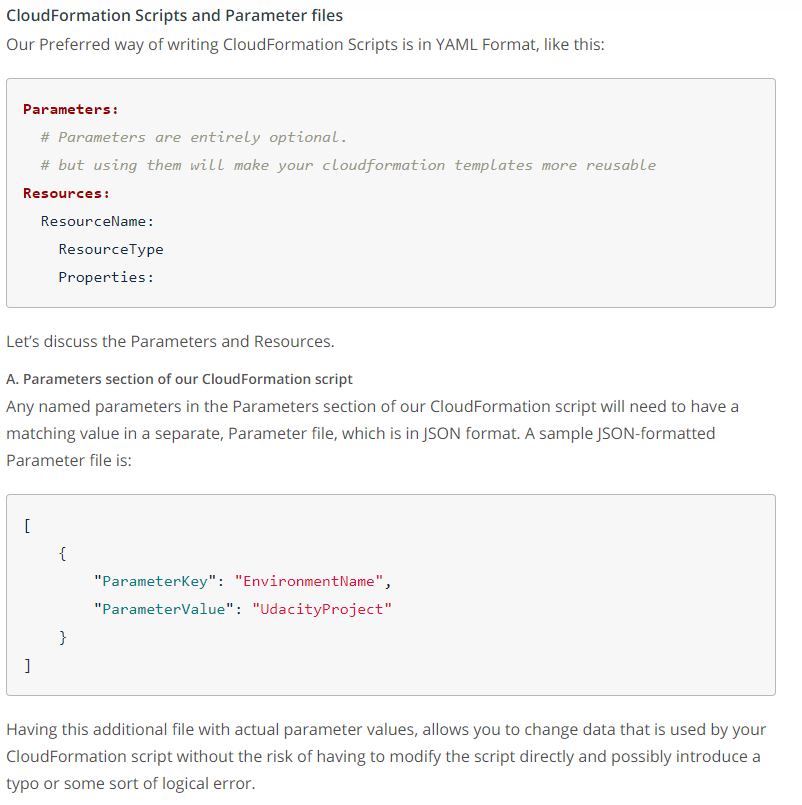 CloudFormation Scripts and Parameter files
Our Preferred way of writing CloudFormation Scripts is in YAML Format, like this:
Parameters:
# Parameters are entirely optional.
# but using them will make your cloudformation templates more reusable
Resources:
ResourceName:
ResourceType
Properties:
Let’s discuss the Parameters and Resources.
A. Parameters section of our CloudFormation script
Any named parameters in the Parameters section of our CloudFormation script will need to have a
matching value in a separate, Parameter file, which is in JSON format. A sample JSON-formatted
Parameter file is:
[
{
"ParameterKey": "EnvironmentName",
"ParameterValue": "UdacityProject"
}
]
Having this additional file with actual parameter values, allows you to change data that is used by your
CloudFormation script without the risk of having to modify the script directly and possibly introduce a
typo or some sort of logical error.